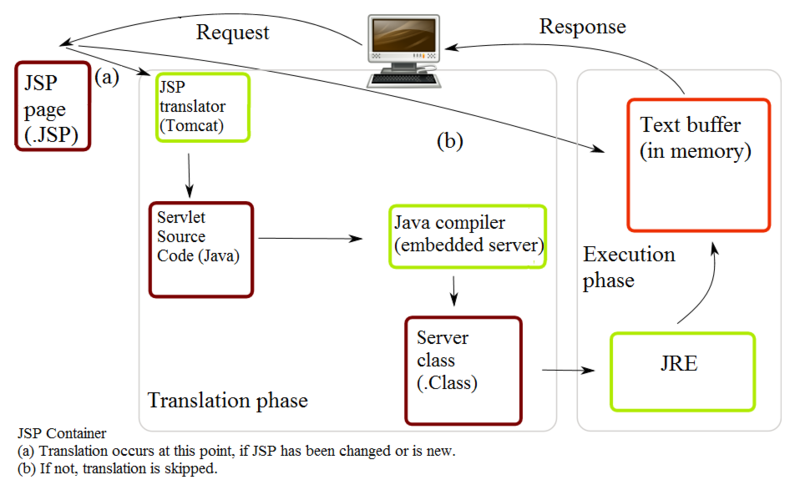 Request
Response
JSP
page
(.JSP)
(a)
JSP
translator
(Tomcat)
(b)
Text buffer
(in memory)
Servlet
Source
Code (Java)
Java compiler
(embedded server)
Execution
phase
Server
class
(.Class)
JRE
Translation phase
JSP Container
(a) Translation occurs at this point, if JSP has been changed or is new.
(b) If not, translation is skipped.